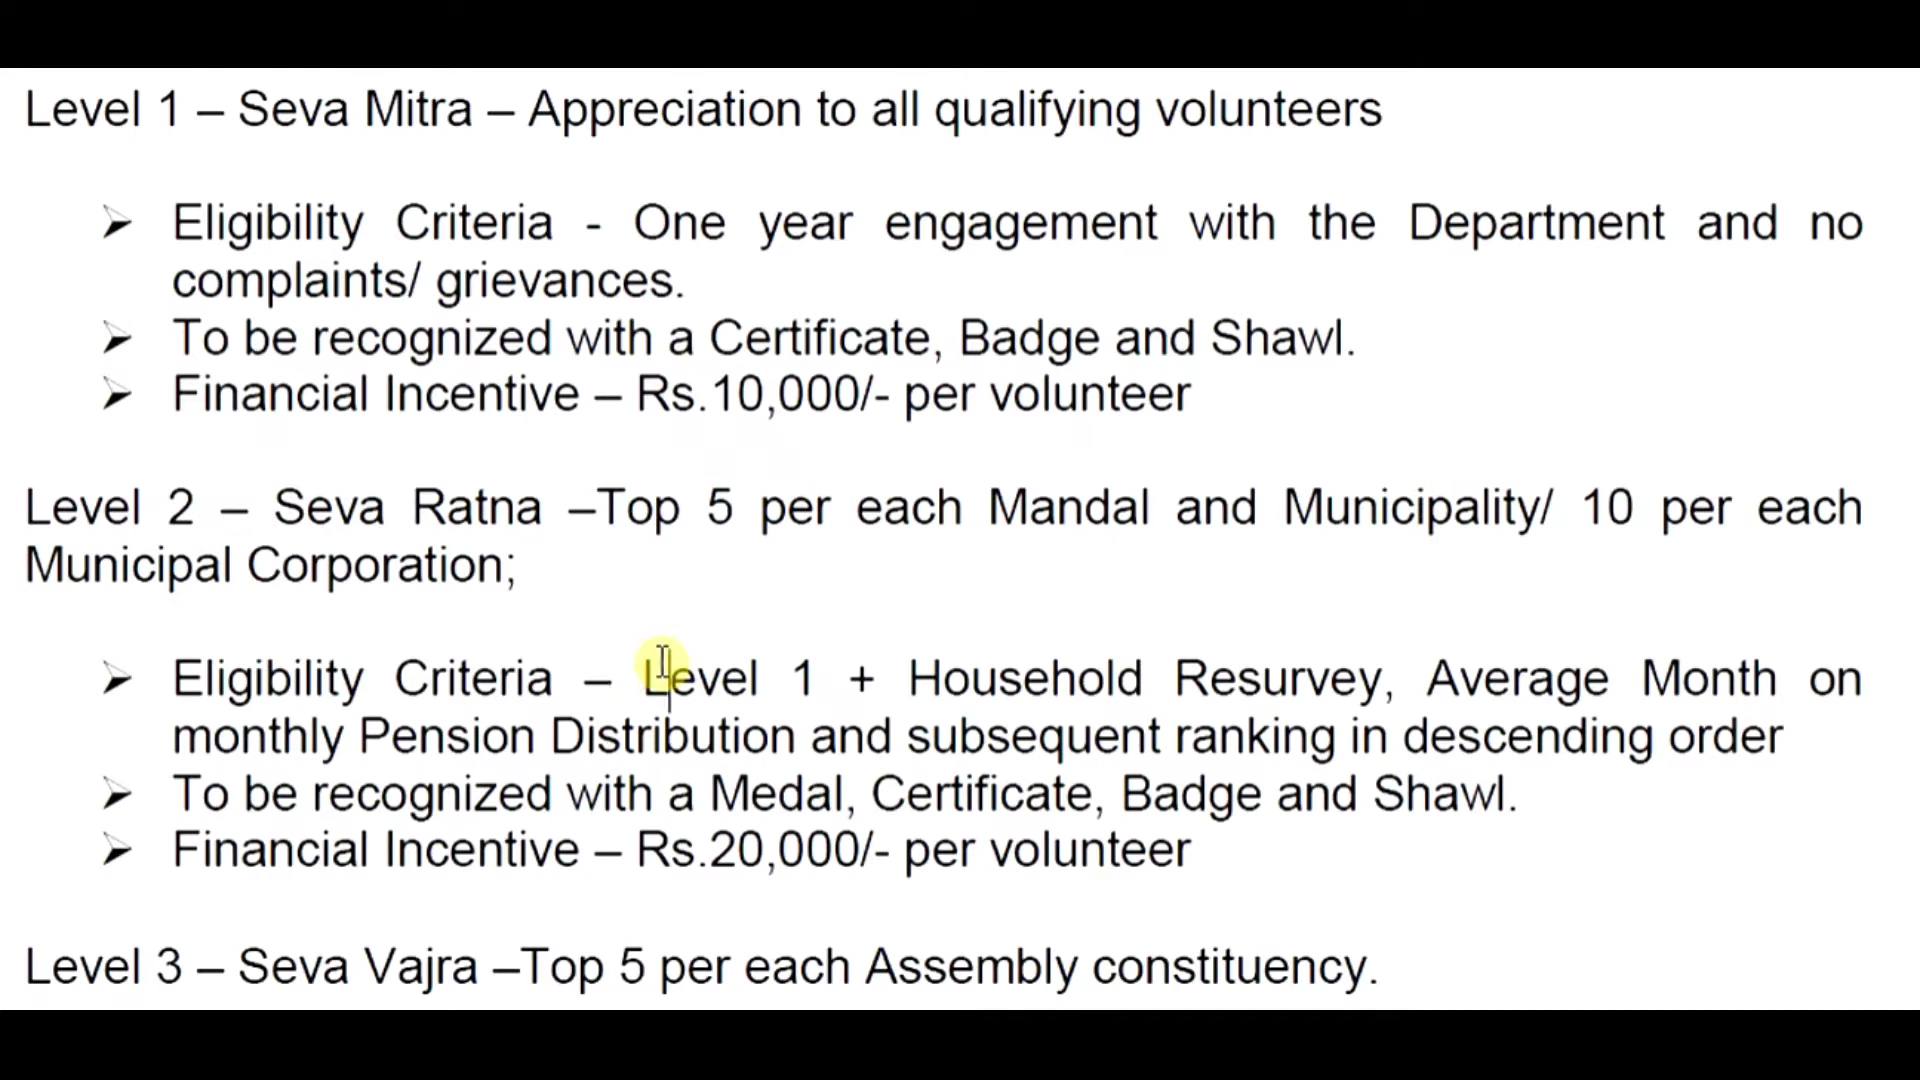 Level 1 – Seva Mitra – Appreciation to all qualifying volunteers
➢ Eligibility Criteria - One year engagement with the Department and no
complaints/ grievances.
➢ To be recognized with a Certificate, Badge and Shawl.
➢ Financial Incentive – Rs.10,000/- per volunteer
Level 2 – Seva Ratna –Top 5 per each Mandal and Municipality/ 10 per each
Municipal Corporation;
➢ Eligibility Criteria – Level 1 + Household Resurvey, Average Month on
monthly Pension Distribution and subsequent ranking in descending order
➢ To be recognized with a Medal, Certificate, Badge and Shawl.
➢ Financial Incentive – Rs.20,000/- per volunteer
Level 3 – Seva Vajra –Top 5 per each Assembly constituency.